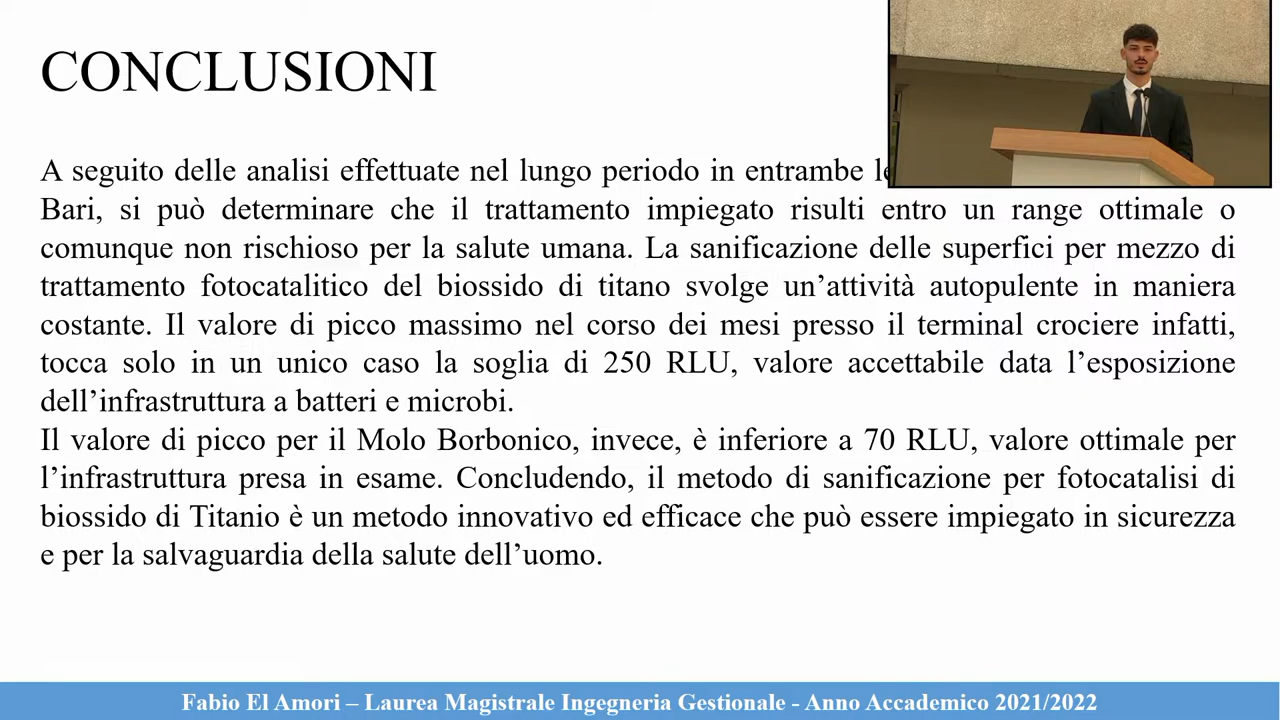 CONCLUSIONI
A seguito delle analisi effettuate nel lungo periodo in entrambe
Bari, si può determinare che il trattamento impiegato risulti entro un range ottimale o
comunque non rischioso per la salute umana. La sanificazione delle superfici per mezzo di
trattamento fotocatalitico del biossido di titano svolge un’attività autopulente in maniera
costante. Il valore di picco massimo nel corso dei mesi presso il terminal crociere infatti,
tocca solo in un unico caso la soglia di 250 RLU, valore accettabile data l’esposizione
dell’infrastruttura a batteri e microbi.
Il valore di picco per il Molo Borbonico, invece, è inferiore a 70 RLU, valore ottimale per
l’infrastruttura presa in esame. Concludendo, il metodo di sanificazione per fotocatalisi di
biossido di Titanio è un metodo innovativo ed efficace che può essere impiegato in sicurezza
e per la salvaguardia della salute dell’uomo.
Fabio El Amori – Laurea Magistrale Ingegneria Gestionale - Anno Accademico 2021/2022